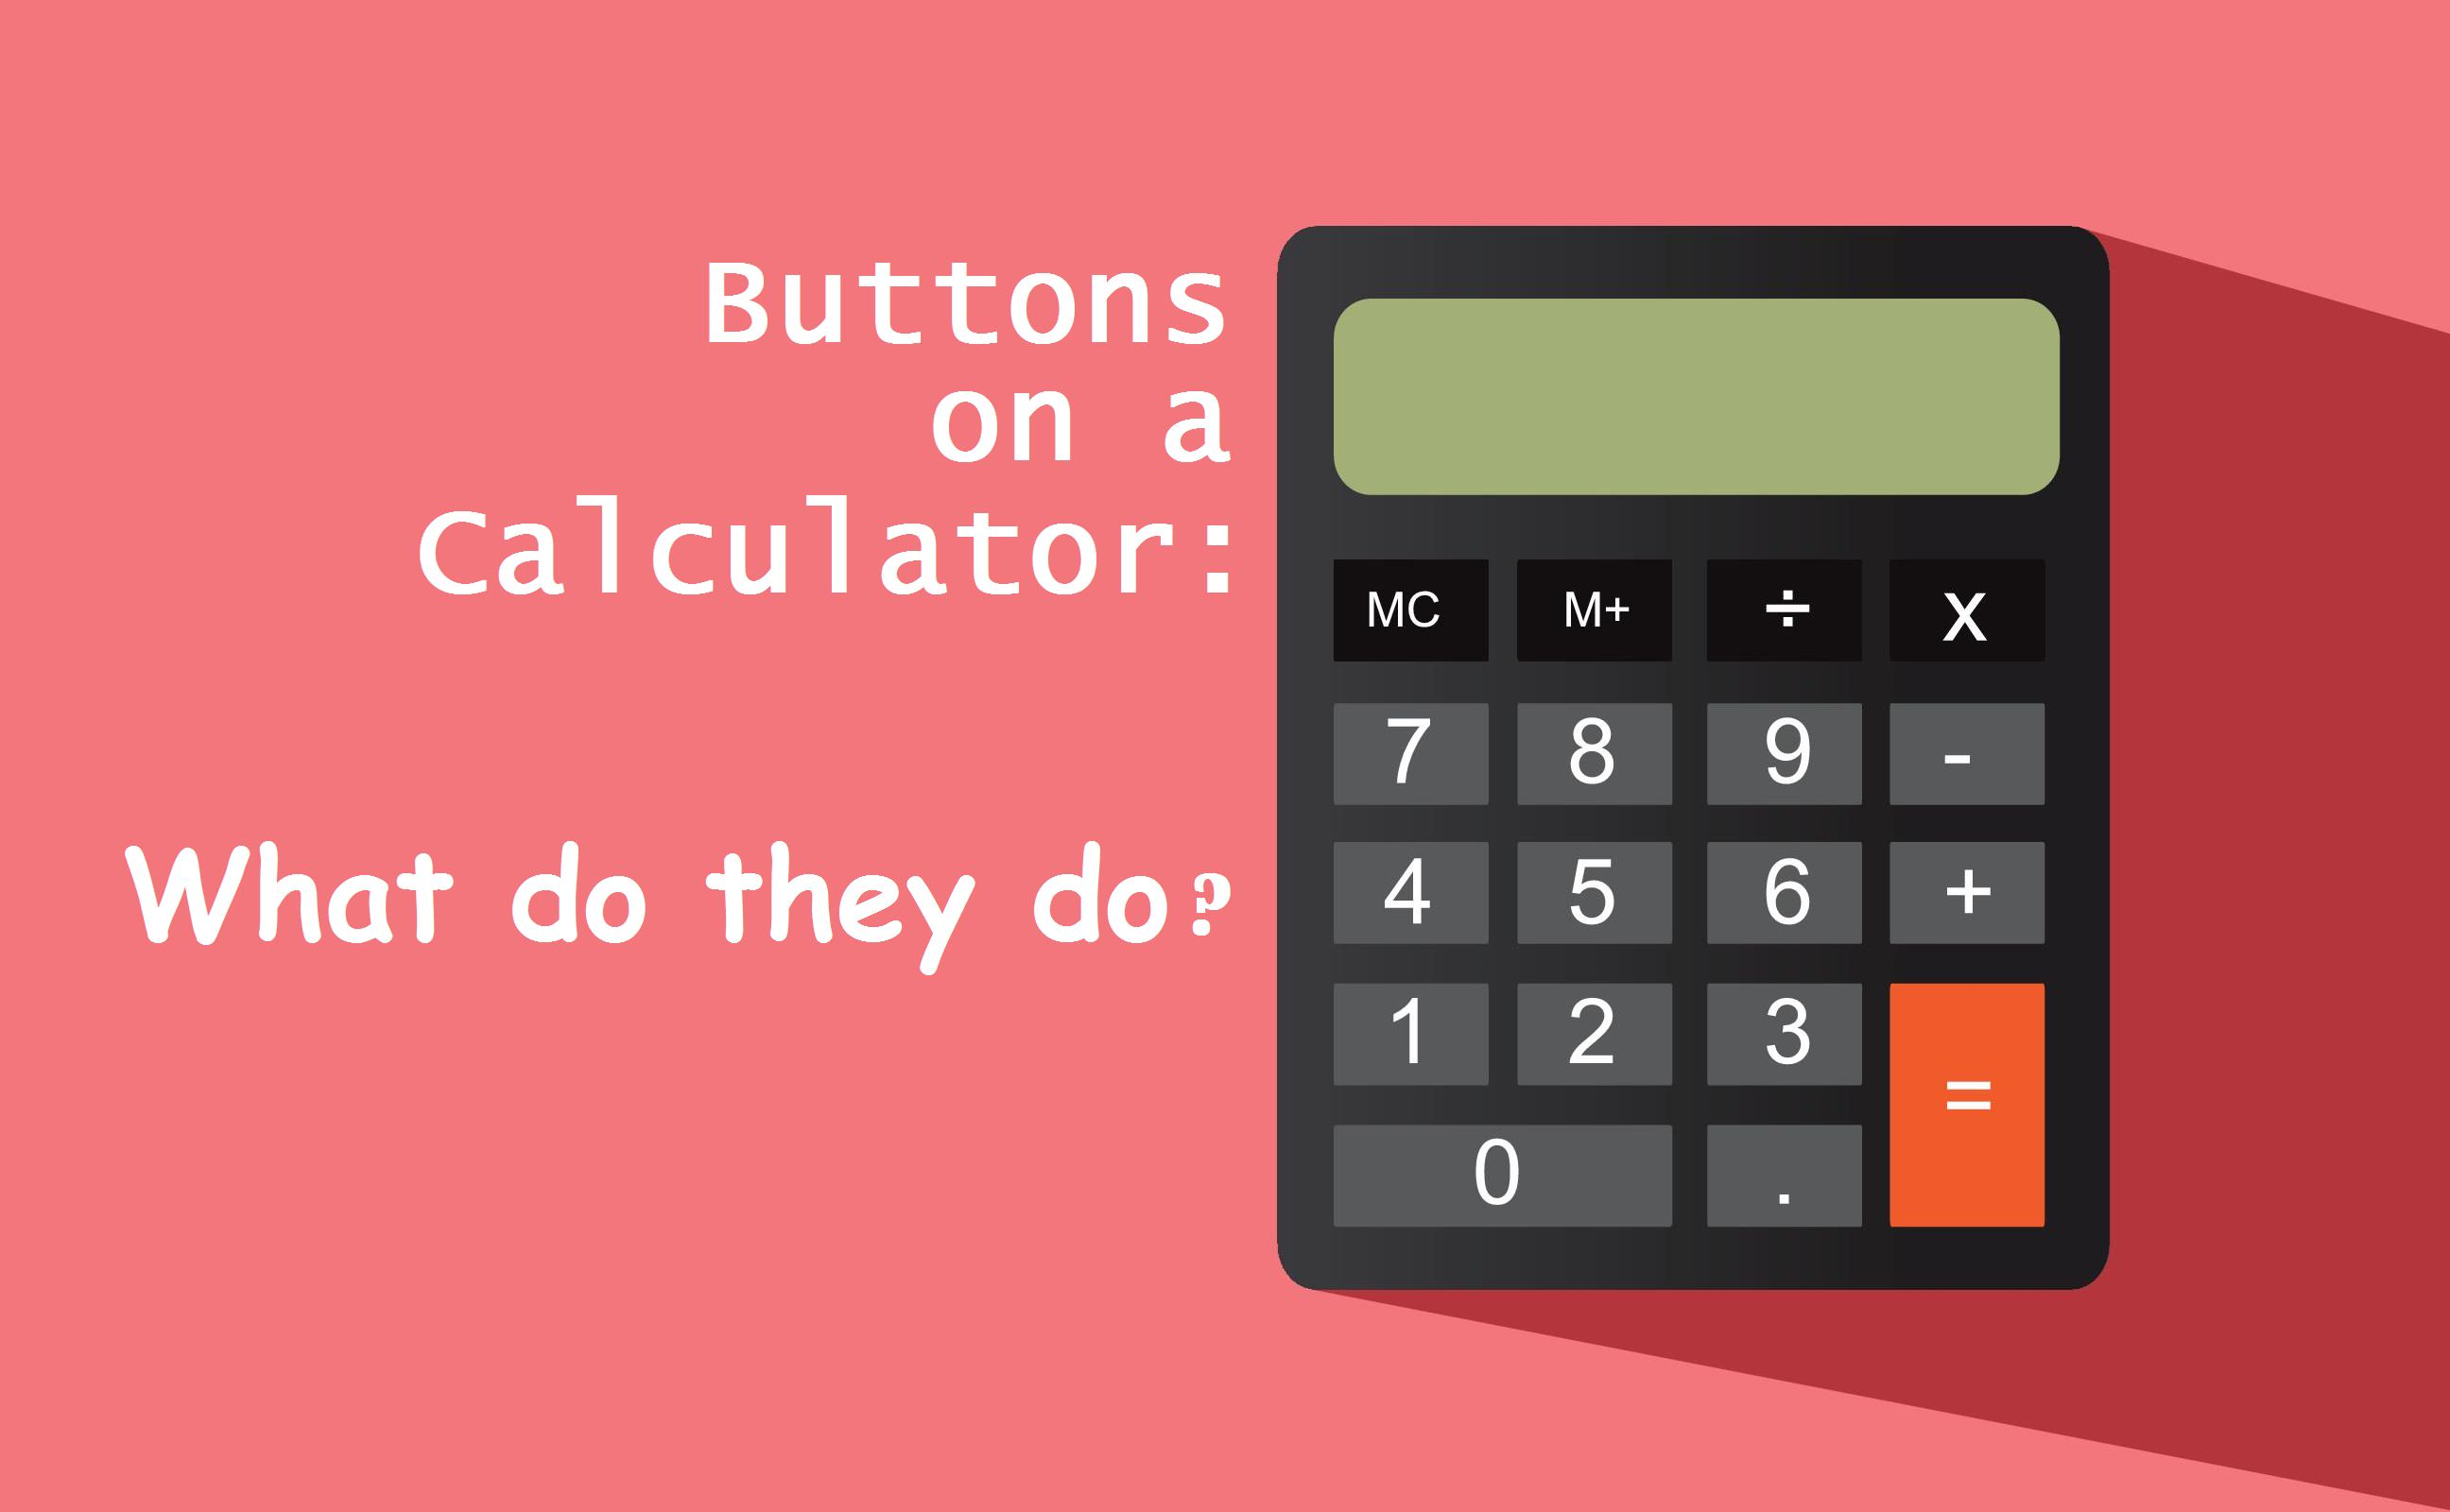 Buttons
on a
Calculator:
What do they do?
MC M+ ÷ x
7 8 9 -
4 5 6 +
1 2 3
=
0 .